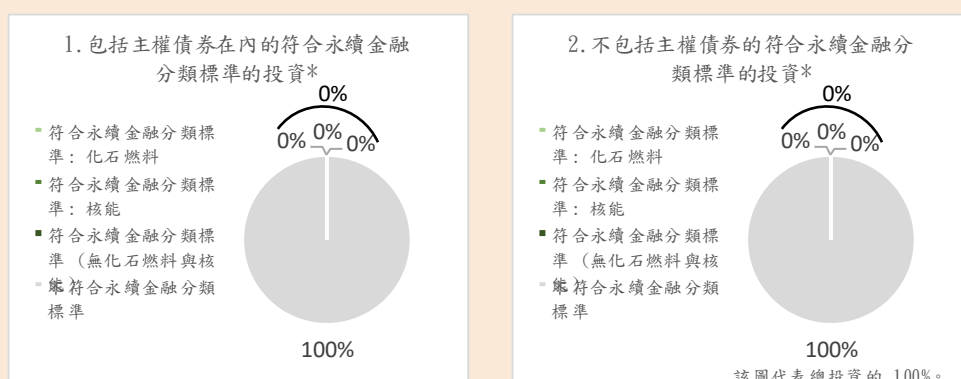 1.包括主權債券在內的符合永續金融
分類標準的投資*
0%
0%
0%
0%
符合永續金融分類標
準：化石燃料
符合永續金融分類標
準：核能
符合永續金融分類標
準（無化石燃料與核
能）
不符合永續金融分類
標準
100%
2.不包括主權債券的符合永續金融分
類標準的投資*
0%
0%
0%
0%
符合永續金融分類標
準：化石燃料
符合永續金融分類標
準：核能
符合永續金融分類標
準（無化石燃料與核
能）
不符合永續金融分類
標準
100%
該圖代表總投資的 100%。